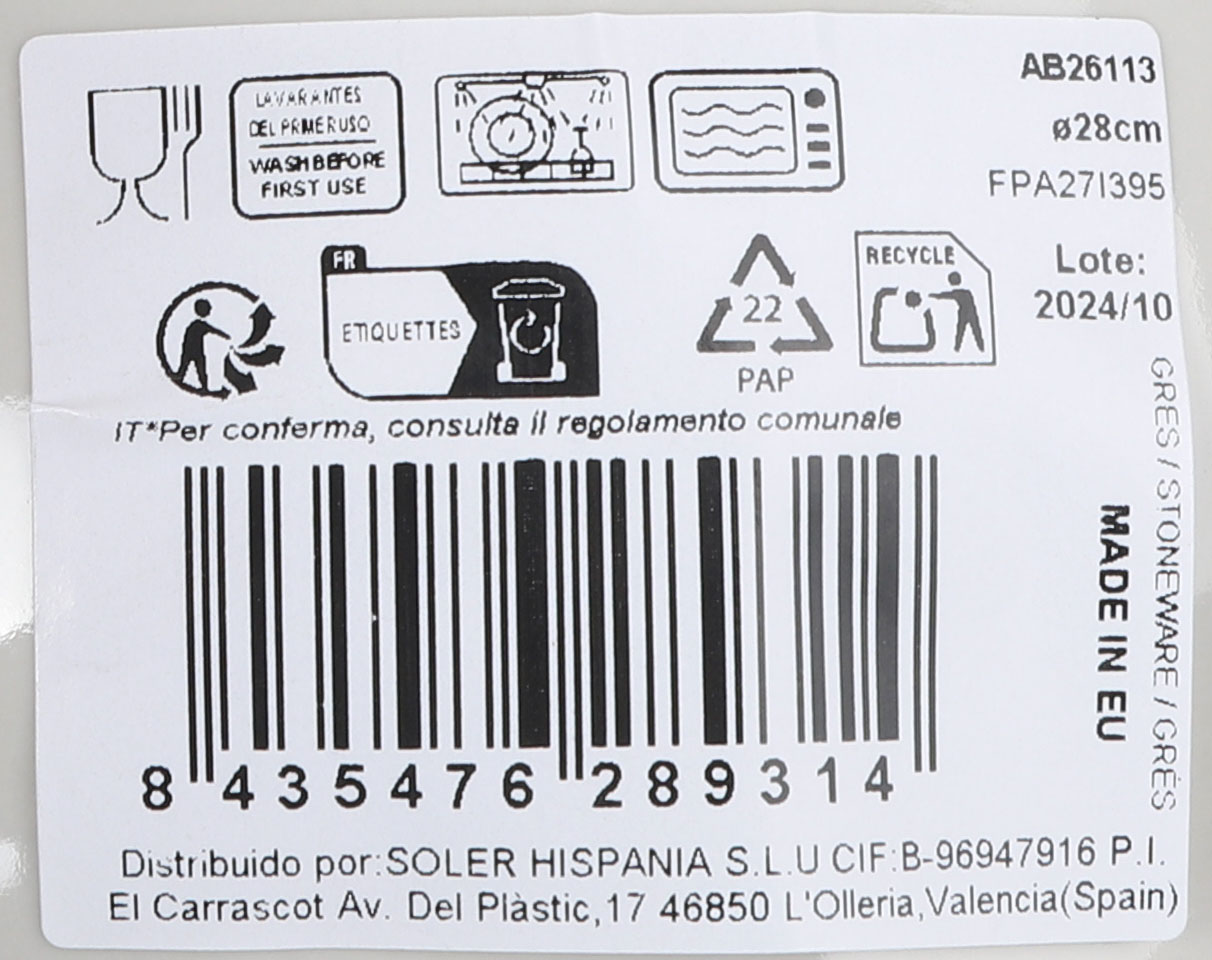 AB26113
ø28cm
FPA27I395
LAVAR ANTES
DEL PRIMER USO
WASH BEFORE
FIRST USE
FR
ETIQUETTES
22
PAP
RECYCLE
Lote:
2024/10
IT*Per conferma, consulta il regolamento comunale
GRES / STONEWARE / GRÈS
MADE IN EU
8 435476 289314
Distribuido por:SOLER HISPANIA S.L.U CIF:B-96947916 P.I.
El Carrascot Av. Del Plàstic,17 46850 L'Olleria,Valencia(Spain)